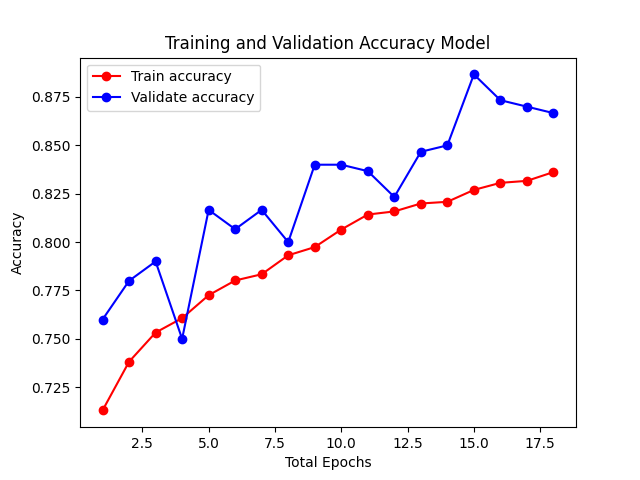 Training and Validation Accuracy Model
Train accuracy
Validate accuracy
Accuracy
0.875
0.850
0.825
0.800
0.775
0.750
0.725
2.5 5.0 7.5 10.0 12.5 15.0 17.5
Total Epochs